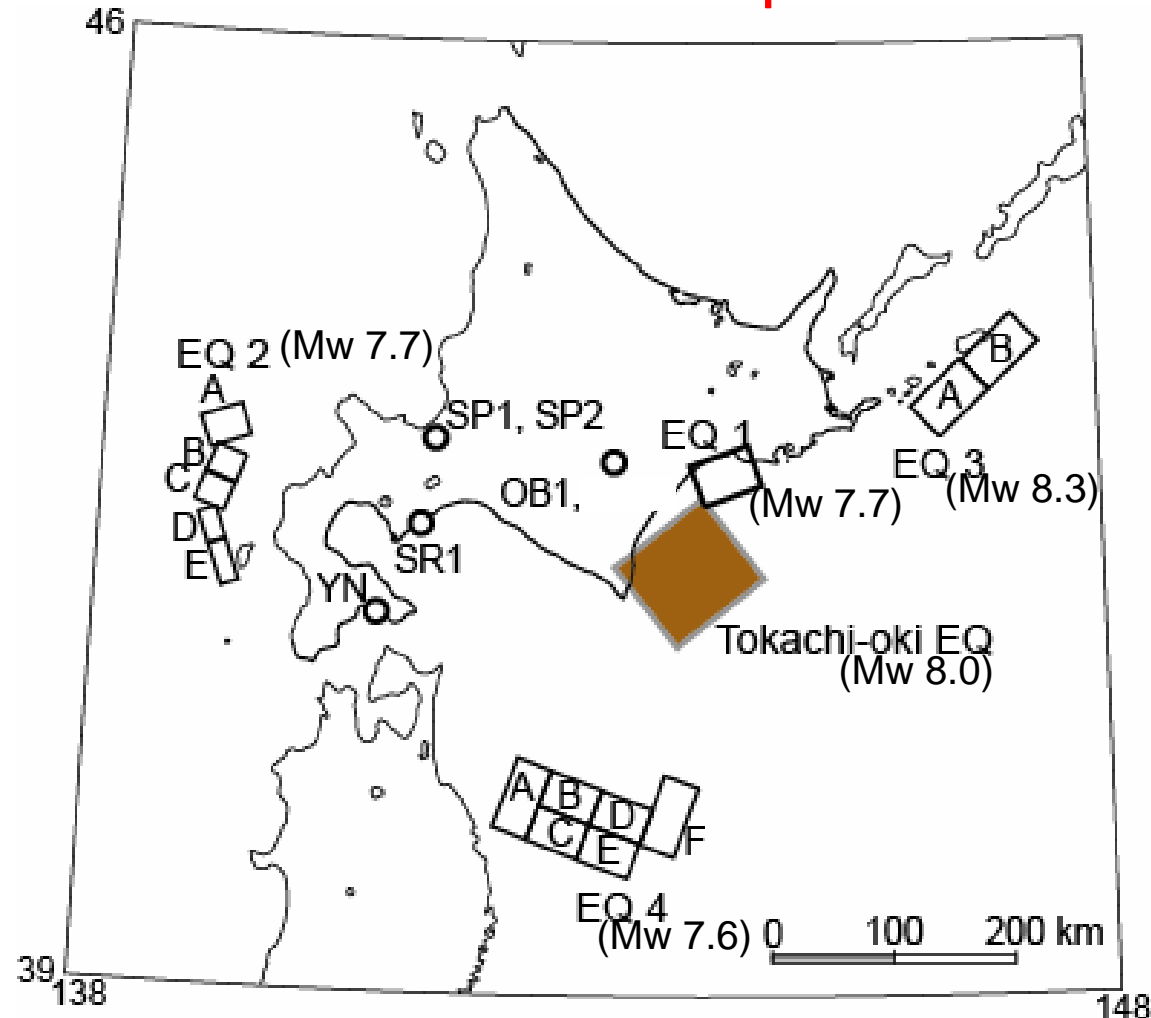 46
EQ 2 (Mw 7.7)
A
B
C
D
E
SP1, SP2
OB1,
SR1
YN
EQ 1
(Mw 7.7)
B
A
EQ 3
(Mw 8.3)
Tokachi-oki EQ
(Mw 8.0)
A
B
D
C
E
F
EQ 4
(Mw 7.6)
0 100 200 km
39
138
148